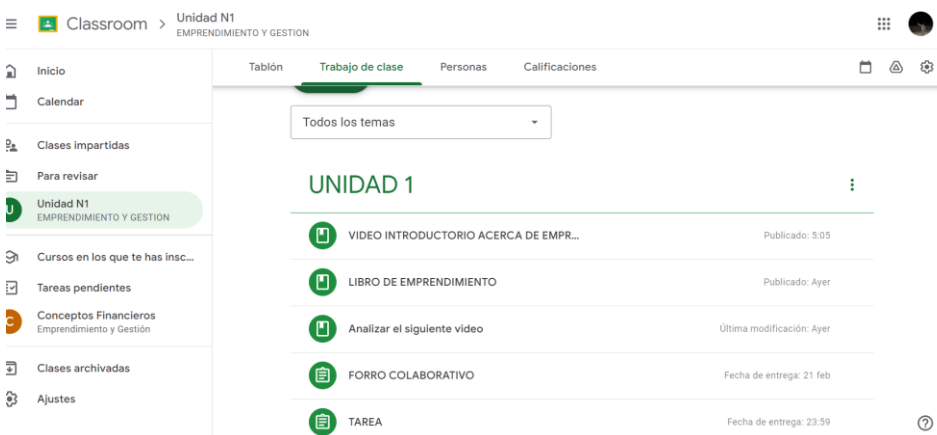 Classroom > Unidad N1
EMPRENDIMIENTO Y GESTION
Inicio
Calendar
Clases impartidas
Para revisar
U Unidad N1
EMPRENDIMIENTO Y GESTION
Cursos en los que te has insc...
Tareas pendientes
C Conceptos Financieros
Emprendimiento y Gestión
Clases archivadas
Ajustes
Tablón Trabajo de clase Personas Calificaciones
Todos los temas
UNIDAD 1
VIDEO INTRODUCTORIO ACERCA DE EMPR... Publicado: 5:05
LIBRO DE EMPRENDIMIENTO Publicado: Ayer
Analizar el siguiente video Última modificación: Ayer
FORRO COLABORATIVO Fecha de entrega: 21 feb
TAREA Fecha de entrega: 23:59